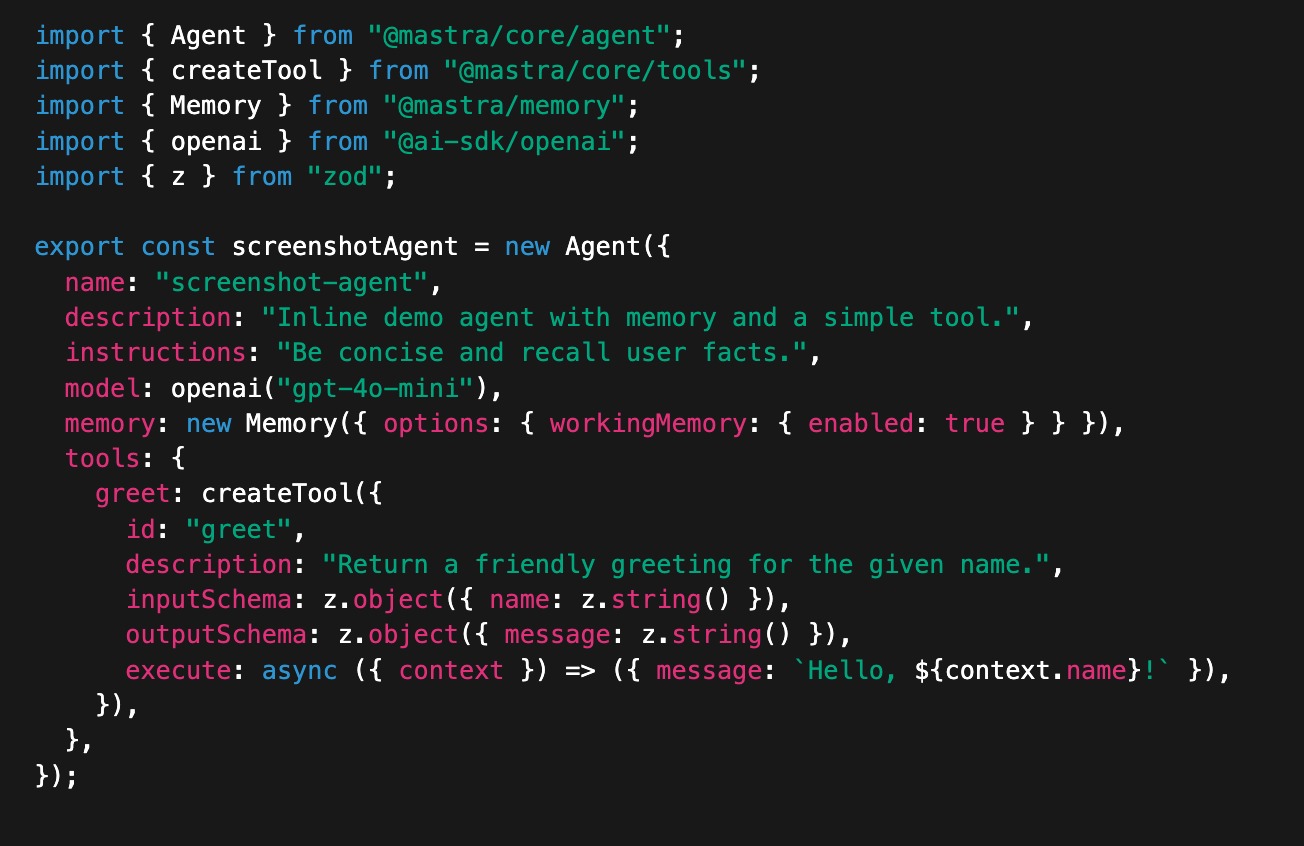 import { Agent } from "@mastra/core/agent";
import { createTool } from "@mastra/core/tools";
import { Memory } from "@mastra/memory";
import { openai } from "@ai-sdk/openai";
import { z } from "zod";

export const screenshotAgent = new Agent({
  name: "screenshot-agent",
  description: "Inline demo agent with memory and a simple tool.",
  instructions: "Be concise and recall user facts.",
  model: openai("gpt-4o-mini"),
  memory: new Memory({ options: { workingMemory: { enabled: true } } }),
  tools: {
    greet: createTool({
      id: "greet",
      description: "Return a friendly greeting for the given name.",
      inputSchema: z.object({ name: z.string() }),
      outputSchema: z.object({ message: z.string() }),
      execute: async ({ context }) => ({ message: `Hello, ${context.name}!` }),
    }),
  },
});